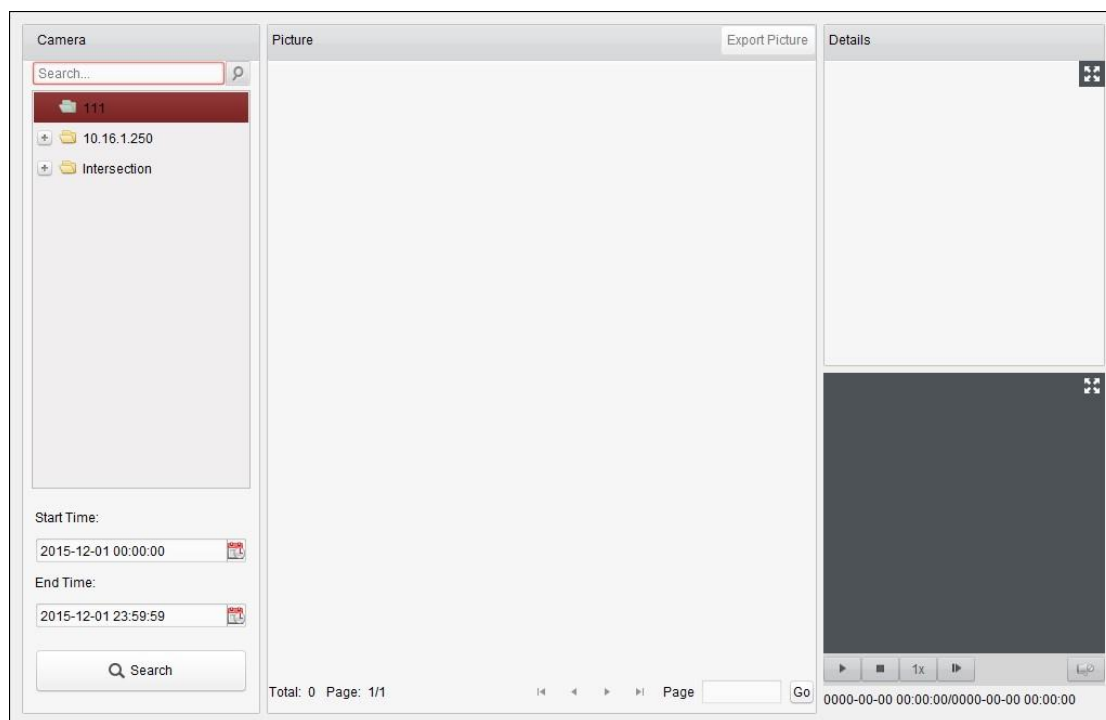 Camera
Search...
111
10.16.1.250
Intersection
Start Time:
2015-12-01 00:00:00
End Time:
2015-12-01 23:59:59
Search
Picture
Export Picture
Total: 0 Page: 1/1
Page
Go
Details
1x
0000-00-00 00:00:00/0000-00-00 00:00:00